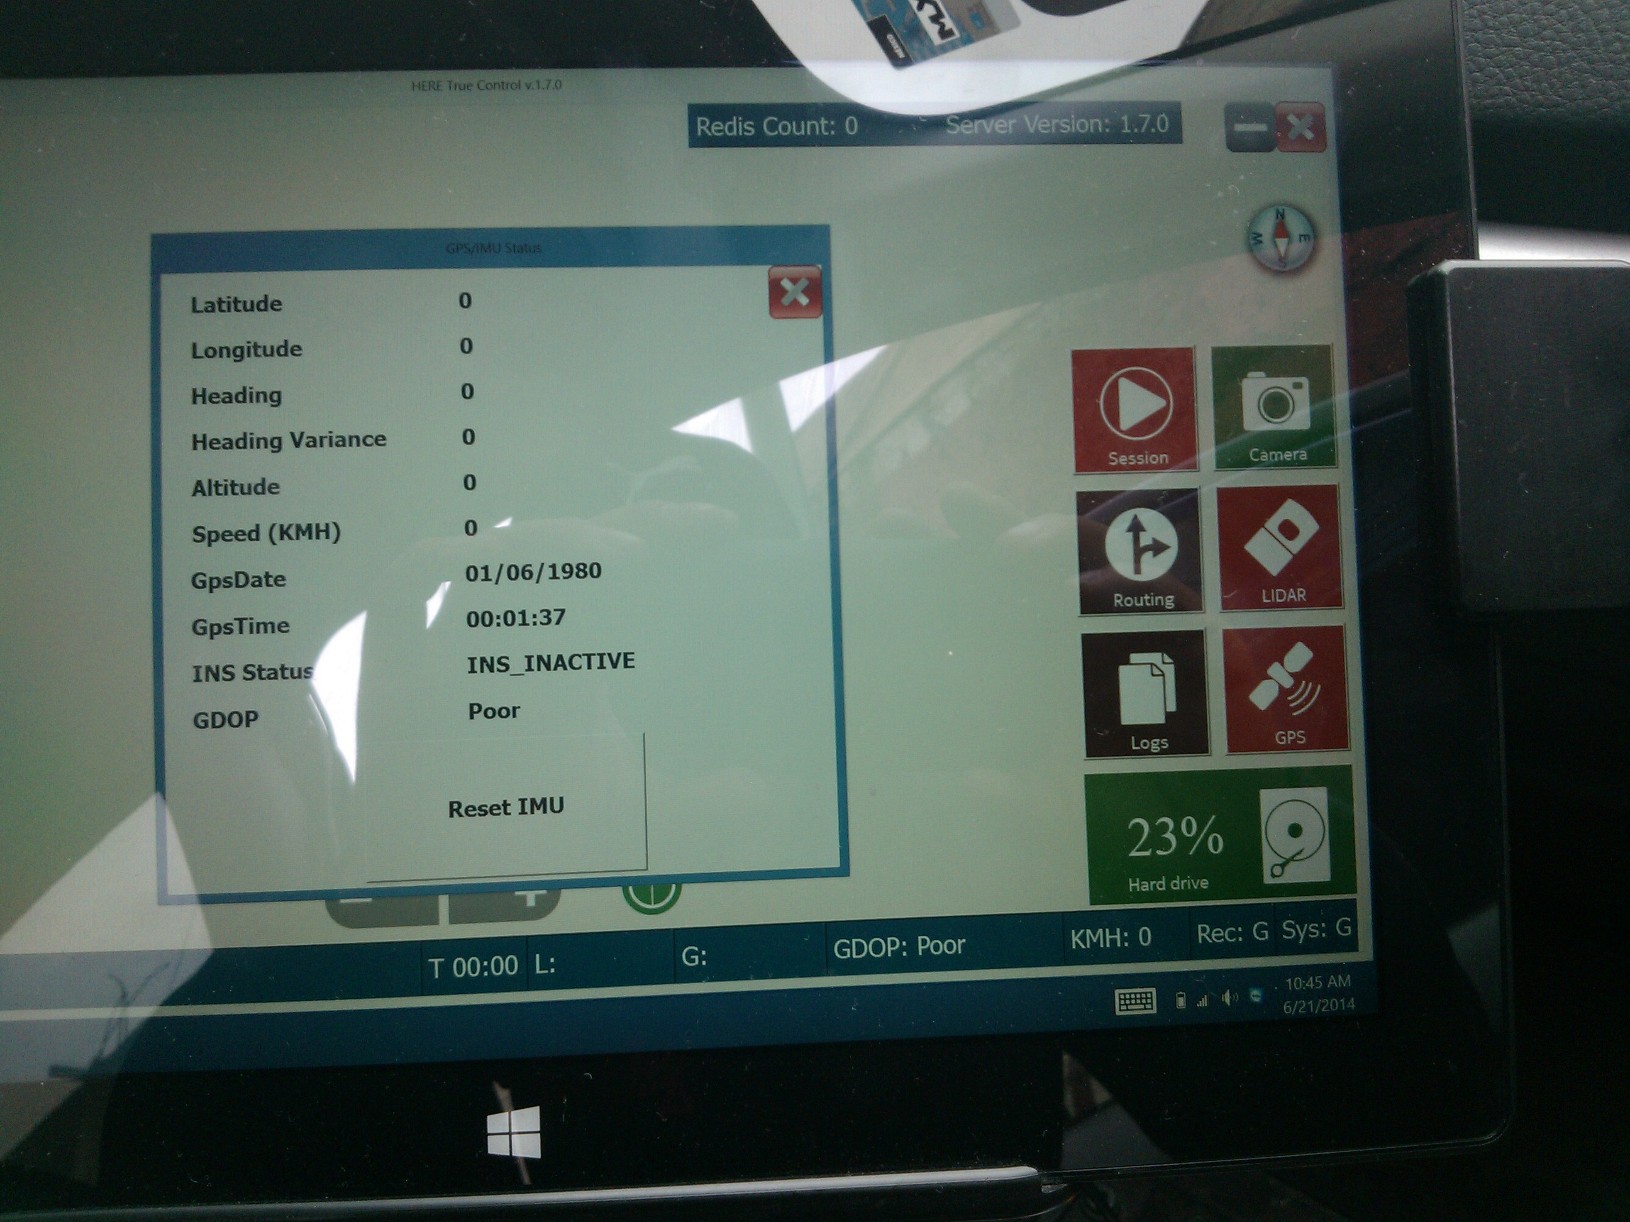 HERE True Control v.1.7.0
Redis Count: 0 Server Version: 1.7.0
GPS/IMU Status
Latitude 0
Longitude 0
Heading 0
Heading Variance 0
Altitude 0
Speed (KMH) 0
GpsDate 01/06/1980
GpsTime 00:01:37
INS Status INS_INACTIVE
GDOP Poor
Reset IMU
N
W E
S
Session Camera
Routing LIDAR
Logs GPS
23%
Hard drive
T 00:00 L: G: GDOP: Poor KMH: 0 Rec: G Sys: G
10:45 AM
6/21/2014